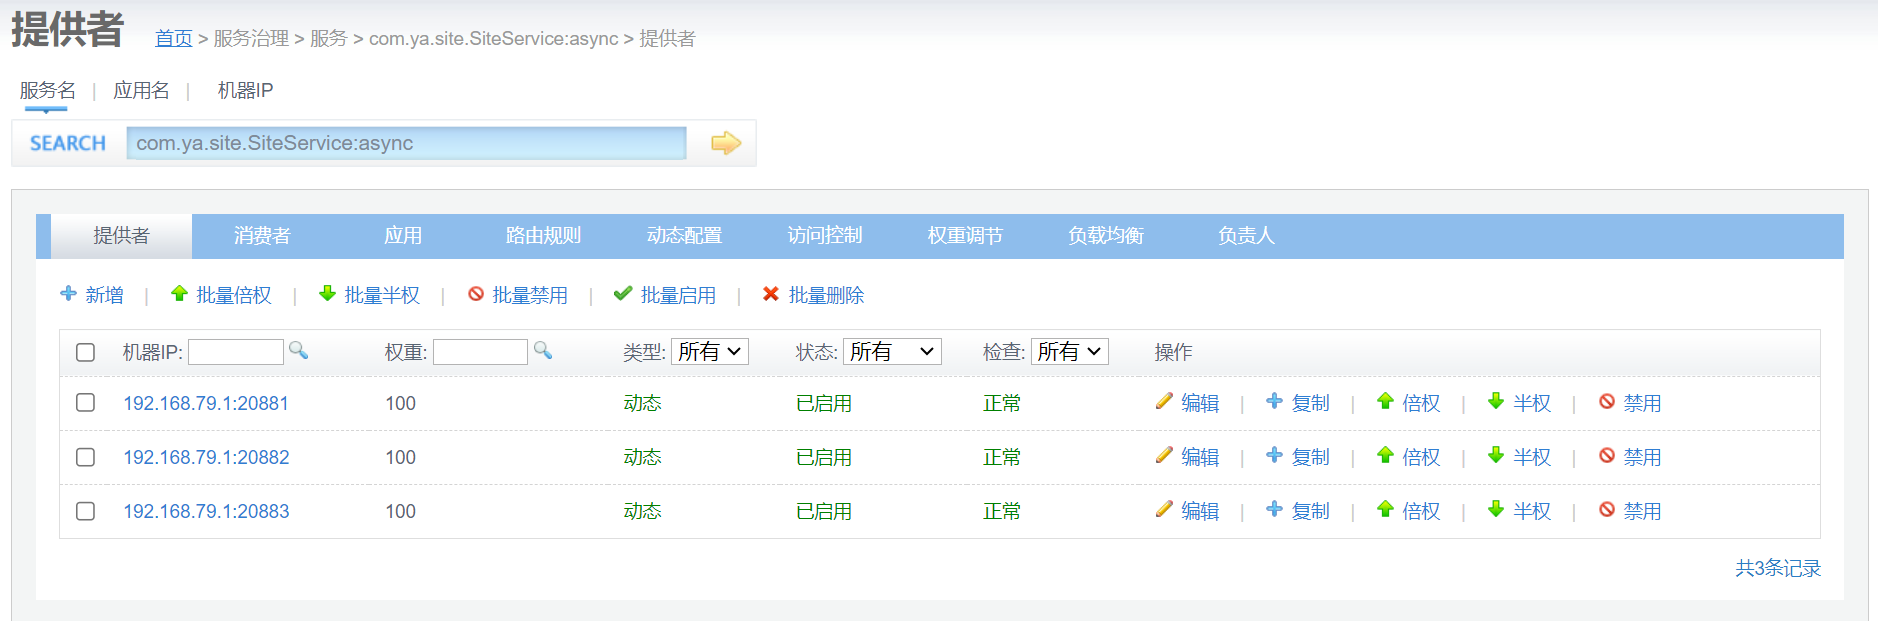 提供者 首页 > 服务治理 > 服务 > com.ya.site.SiteService:async > 提供者
服务名 | 应用名 | 机器IP
SEARCH com.ya.site.SiteService:async
提供者 消费者 应用 路由规则 动态配置 访问控制 权重调节 负载均衡 负责人
新增 | 批量倍权 | 批量半权 | 批量禁用 | 批量启用 | 批量删除
机器IP: 权重: 类型: 所有 状态: 所有 检查: 所有 操作
192.168.79.1:20881 100 动态 已启用 正常 编辑 | 复制 | 倍权 | 半权 | 禁用
192.168.79.1:20882 100 动态 已启用 正常 编辑 | 复制 | 倍权 | 半权 | 禁用
192.168.79.1:20883 100 动态 已启用 正常 编辑 | 复制 | 倍权 | 半权 | 禁用
共3条记录